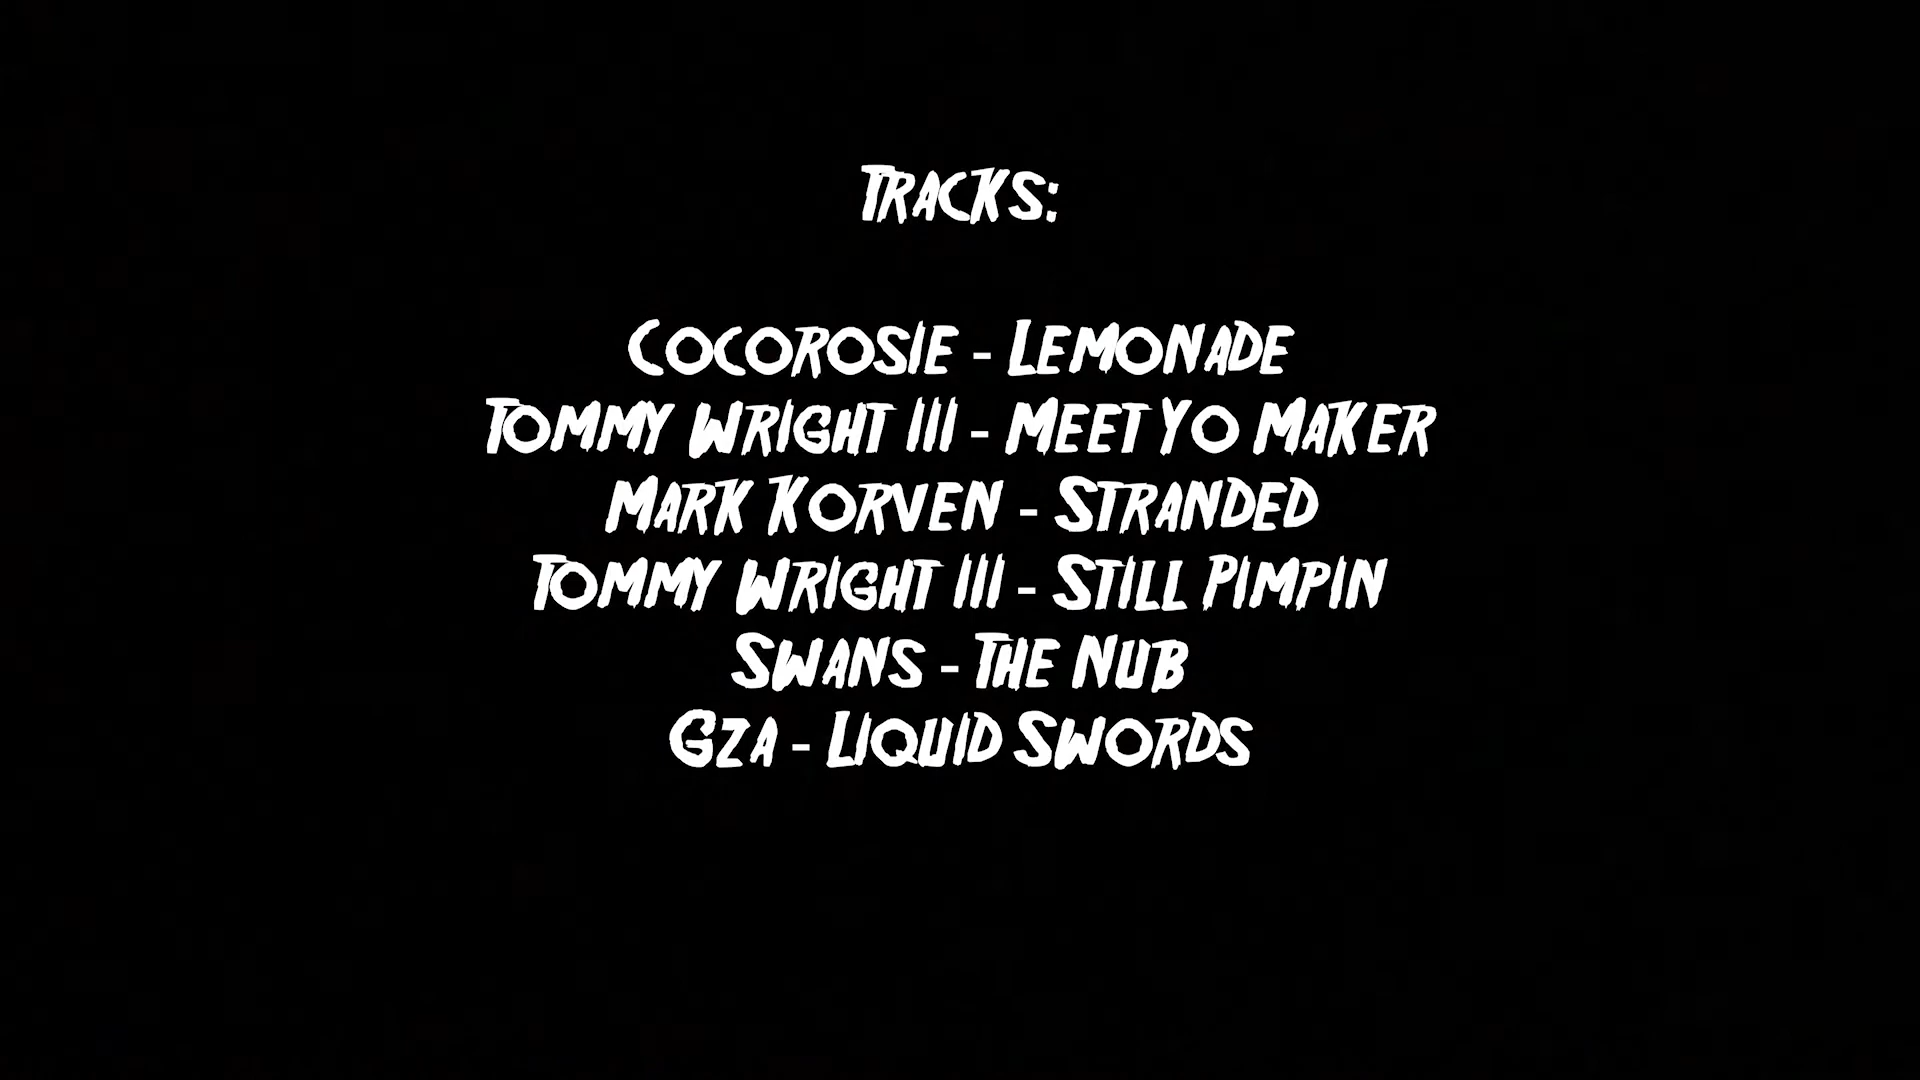 Tracks:
Cocorosie - Lemonade
Tommy Wright III - Meet Yo Maker
Mark Korven - Stranded
Tommy Wright III - Still Pimpin
Swans - The Nub
Gza - Liquid Swords